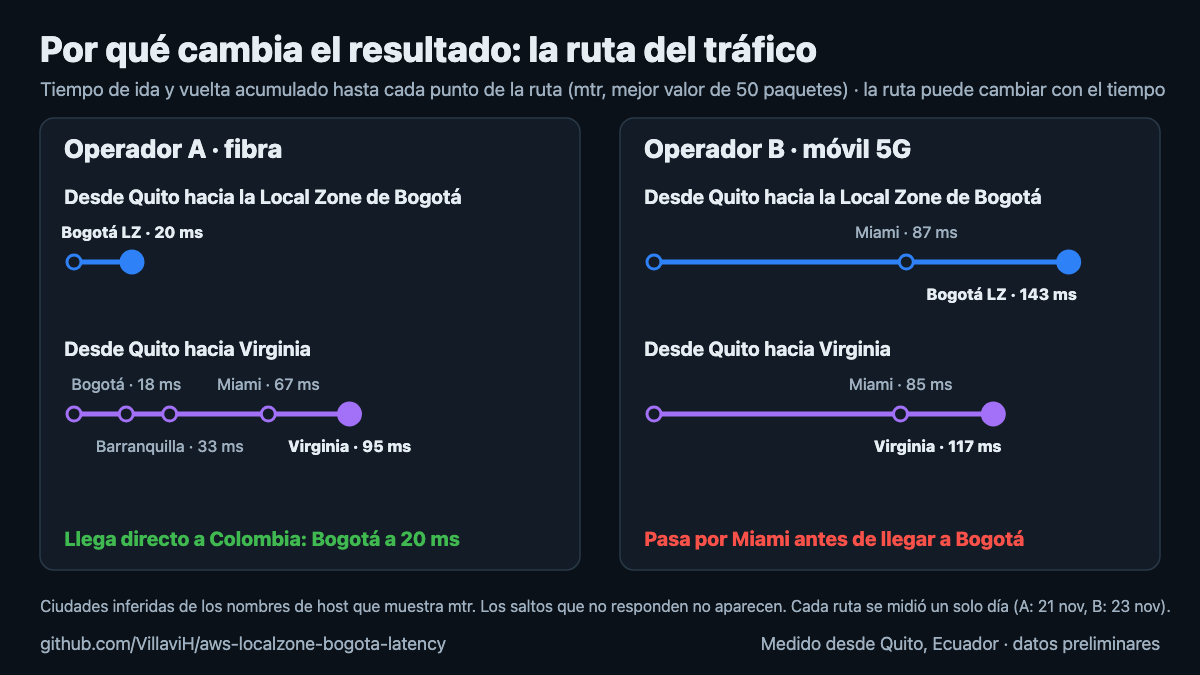 Por qué cambia el resultado: la ruta del tráfico
Tiempo de ida y vuelta acumulado hasta cada punto de la ruta (mtr, mejor valor de 50 paquetes) · la ruta puede cambiar con el tiempo
Operador A · fibra
Desde Quito hacia la Local Zone de Bogotá
Bogotá LZ · 20 ms
Desde Quito hacia Virginia
Bogotá · 18 ms
Miami · 67 ms
Barranquilla · 33 ms
Virginia · 95 ms
Llega directo a Colombia: Bogotá a 20 ms
Operador B · móvil 5G
Desde Quito hacia la Local Zone de Bogotá
Miami · 87 ms
Bogotá LZ · 143 ms
Desde Quito hacia Virginia
Miami · 85 ms
Virginia · 117 ms
Pasa por Miami antes de llegar a Bogotá
Ciudades inferidas de los nombres de host que muestra mtr. Los saltos que no responden no aparecen. Cada ruta se midió un solo día (A: 21 nov, B: 23 nov).
github.com/VillaviH/aws-localzone-bogota-latency
Medido desde Quito, Ecuador · datos preliminares